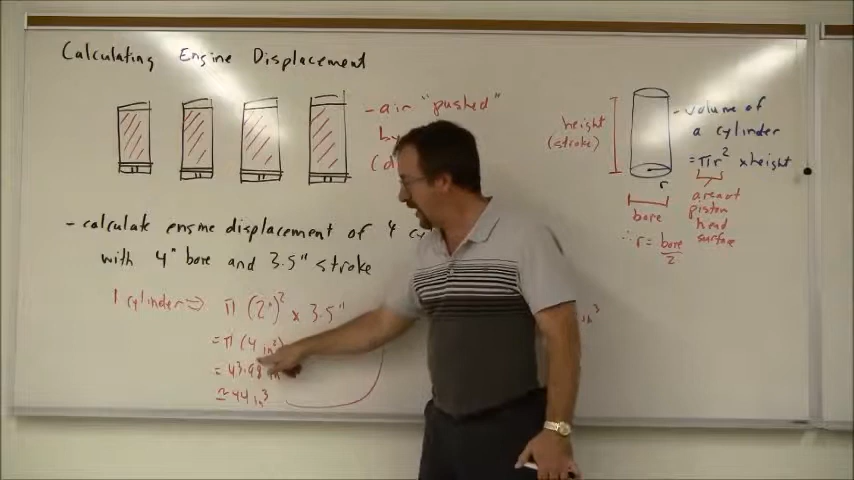 Calculating Engine Displacement
- air "pushed"
by
(d
height
(stroke)
- volume of
a cylinder
= πr² × height
r
bore
area of
piston
head
surface
∴ r = bore
2
- calculate engine displacement of 4 cy
with 4" bore and 3.5" stroke
1 cylinder ⇒ π (2")² × 3.5"
= π (4 in²)
= 43.98 in
≈ 44 in³
in³